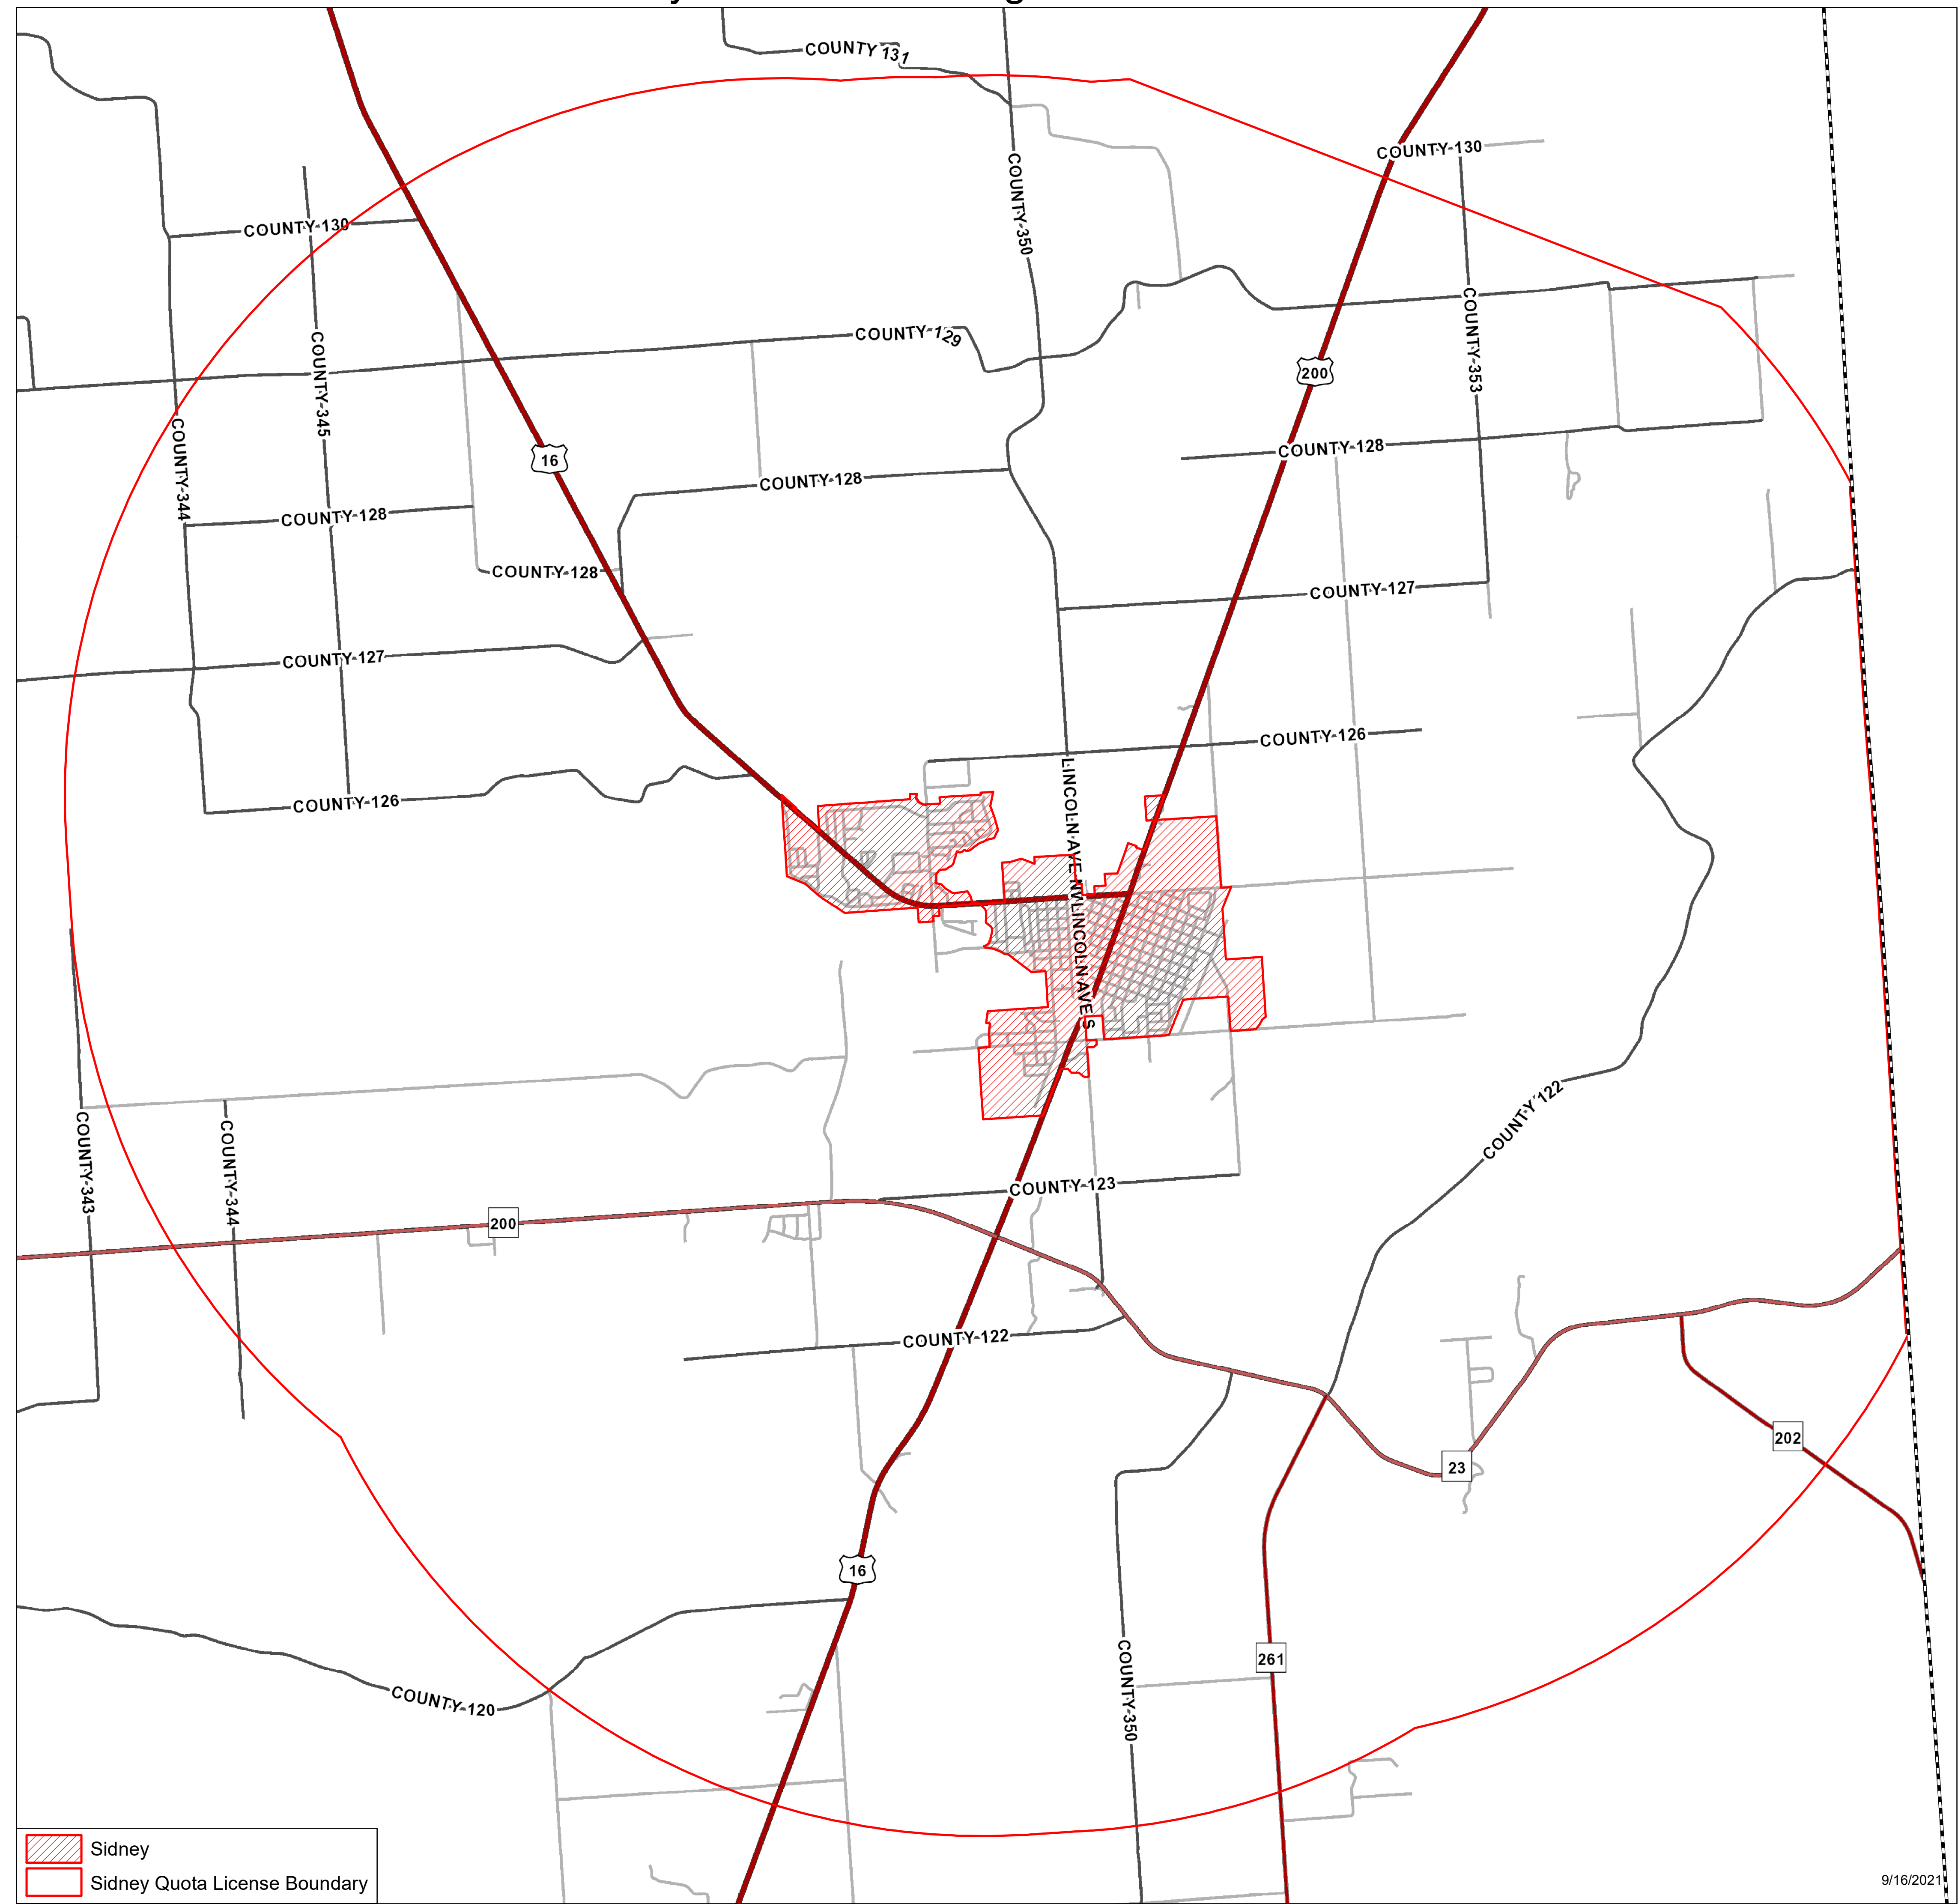 COUNTY 131
COUNTY 130
COUNTY 350
COUNTY 130
COUNTY 129
COUNTY 345
COUNTY 353
200
COUNTY 344
16
COUNTY 128
COUNTY 128
COUNTY 128
COUNTY 128
COUNTY 127
COUNTY 127
COUNTY 126
COUNTY 126
LINCOLN AVE NW
LINCOLN AVE S
COUNTY 122
COUNTY 343
COUNTY 344
COUNTY 123
200
COUNTY 122
202
23
16
261
COUNTY 350
COUNTY 120
Sidney
Sidney Quota License Boundary
9/16/2021